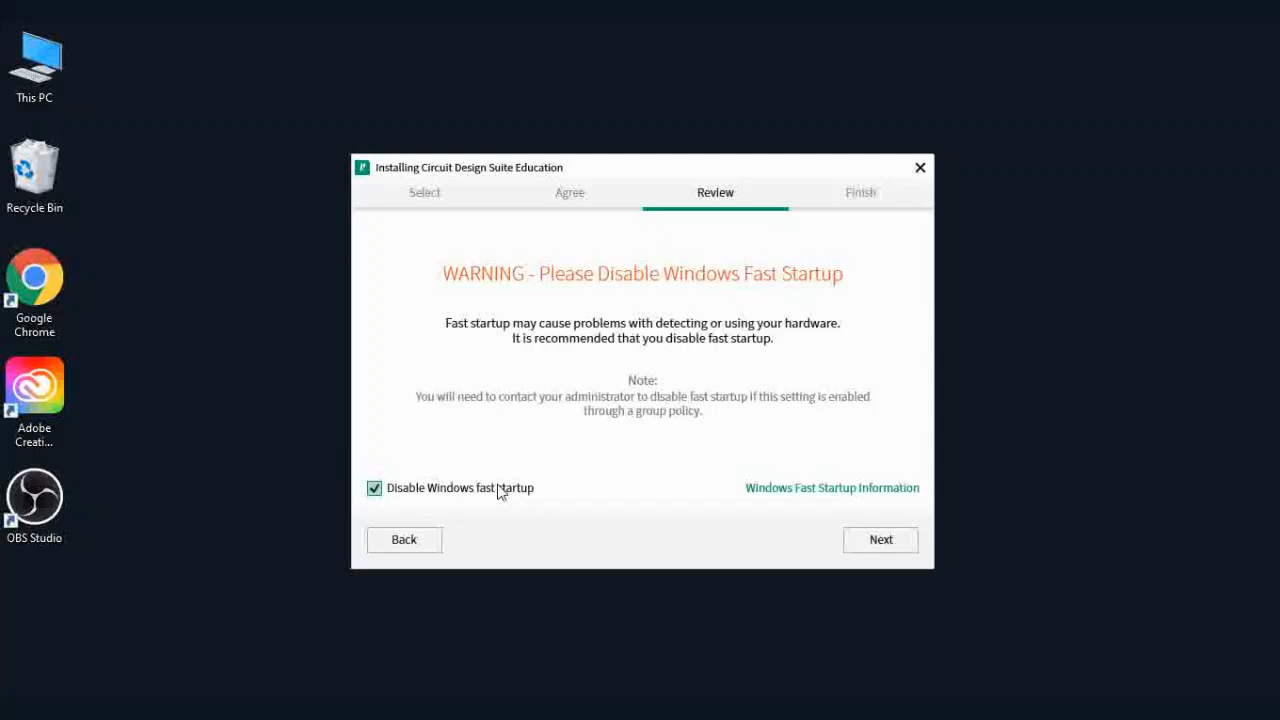 This PC
Recycle Bin
Google
Chrome
Adobe
Creati...
OBS Studio
Installing Circuit Design Suite Education
Select
Agree
Review
Finish
WARNING - Please Disable Windows Fast Startup
Fast startup may cause problems with detecting or using your hardware.
It is recommended that you disable fast startup.
Note:
You will need to contact your administrator to disable fast startup if this setting is enabled
through a group policy.
Disable Windows fast startup
Windows Fast Startup Information
Back
Next